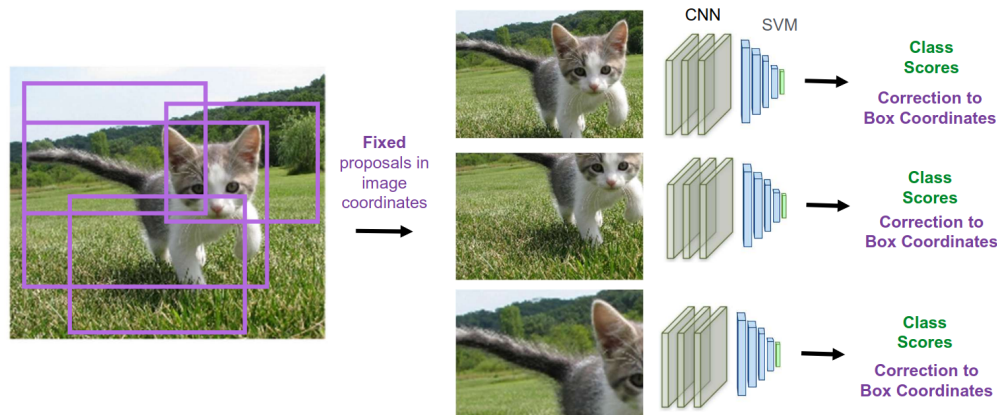 CNN
SVM
Class
Scores
Correction to
Box Coordinates
Fixed
proposals in
image
coordinates
Class
Scores
Correction to
Box Coordinates
Class
Scores
Correction to
Box Coordinates